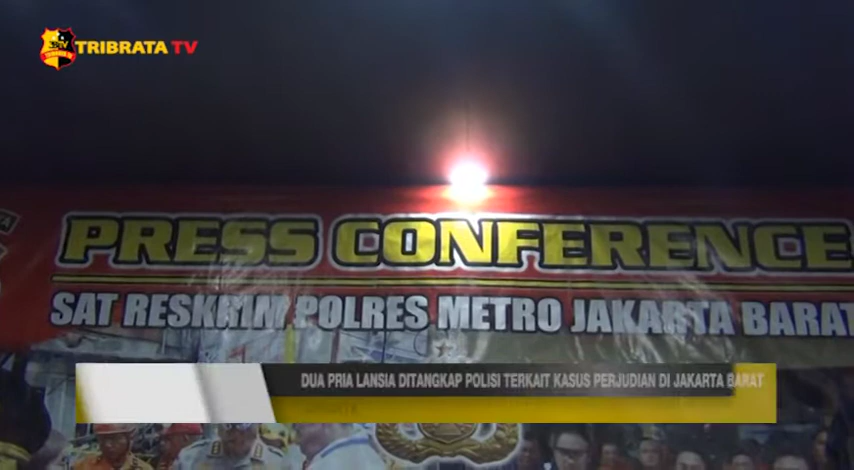 TRIBRATA TV
PRESS CONFERENCE
SAT RESKRIM POLRES METRO JAKARTA BARAT
DUA PRIA LANSIA DITANGKAP POLISI TERKAIT KASUS PERJUDIAN DI JAKARTA BARAT